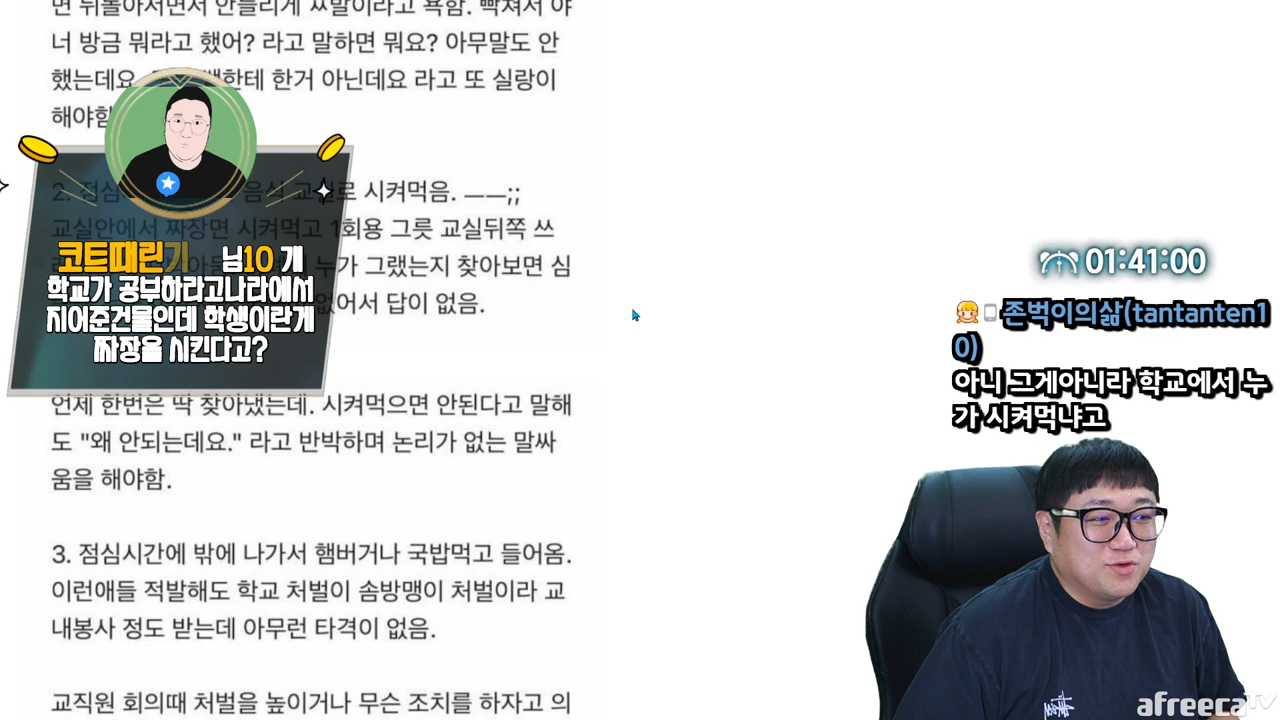 면 뒤돌아서면서 안들리게 ㅆ발이라고 욕함. 빡쳐서 야
너 방금 뭐라고 했어? 라고 말하면 뭐요? 아무말도 안
했는데요. 한테 한거 아닌데요 라고 또 실랑이
해야함
2. 점심 음식 교실로 시켜먹음. ㅡㅡ;;
교실안에서 짜장면 시켜먹고 1회용 그릇 교실뒤쪽 쓰
누가 그랬는지 찾아보면 심
없어서 답이 없음.
코트때린기 님10 개
학교가 공부하라고나라에서
지어준건물인데 학생이란게
짜장을 시킨다고?
언제 한번은 딱 찾아냈는데. 시켜먹으면 안된다고 말해
도 "왜 안되는데요." 라고 반박하며 논리가 없는 말싸
움을 해야함.
3. 점심시간에 밖에 나가서 햄버거나 국밥먹고 들어옴.
이런애들 적발해도 학교 처벌이 솜방맹이 처벌이라 교
내봉사 정도 받는데 아무런 타격이 없음.
교직원 회의때 처벌을 높이거나 무슨 조치를 하자고 의
01:41:00
존벅이의삶(tantanten1
0)
아니 그게아니라 학교에서 누
가 시켜먹냐고
afreecaTV